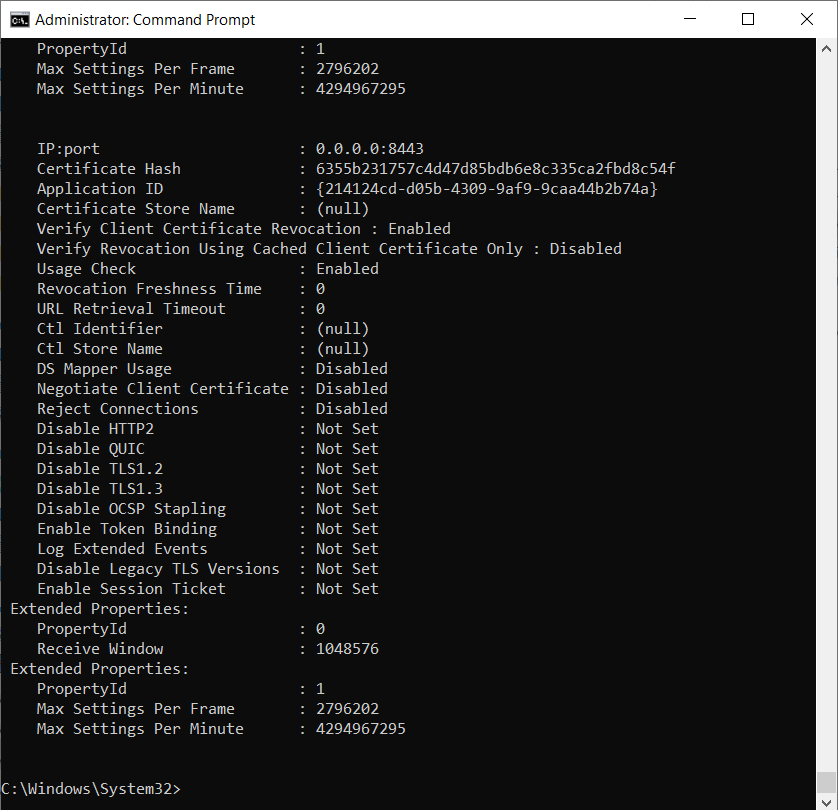 Administrator: Command Prompt
PropertyId : 1
Max Settings Per Frame : 2796202
Max Settings Per Minute : 4294967295
IP:port : 0.0.0.0:8443
Certificate Hash : 6355b231757c4d47d85bdb6e8c335ca2fbd8c54f
Application ID : {214124cd-d05b-4309-9af9-9caa44b2b74a}
Certificate Store Name : (null)
Verify Client Certificate Revocation : Enabled
Verify Revocation Using Cached Client Certificate Only : Disabled
Usage Check : Enabled
Revocation Freshness Time : 0
URL Retrieval Timeout : 0
Ctl Identifier : (null)
Ctl Store Name : (null)
DS Mapper Usage : Disabled
Negotiate Client Certificate : Disabled
Reject Connections : Disabled
Disable HTTP2 : Not Set
Disable QUIC : Not Set
Disable TLS1.2 : Not Set
Disable TLS1.3 : Not Set
Disable OCSP Stapling : Not Set
Enable Token Binding : Not Set
Log Extended Events : Not Set
Disable Legacy TLS Versions : Not Set
Enable Session Ticket : Not Set
Extended Properties:
PropertyId : 0
Receive Window : 1048576
Extended Properties:
PropertyId : 1
Max Settings Per Frame : 2796202
Max Settings Per Minute : 4294967295
C:\Windows\System32>